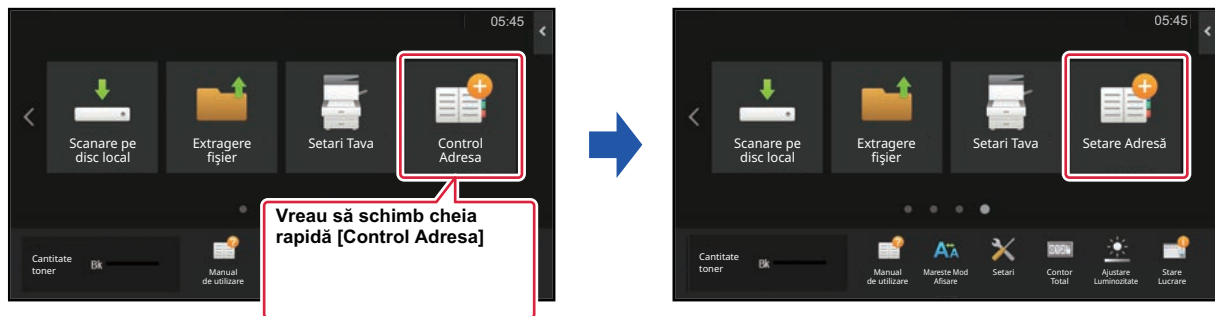 05:45
Scanare pe
disc local
Extragere
fişier
Setari Tava
Control
Adresa
Vreau să schimb cheia
rapidă [Control Adresa]
Cantitate
toner
Bk
Manual
de utilizare
05:45
Scanare pe
disc local
Extragere
fişier
Setari Tava
Setare Adresă
Cantitate
toner
Bk
Manual
de utilizare
Mareste Mod
Afisare
Setari
Contor
Total
Ajustare
Luminozitate
Stare
Lucrare